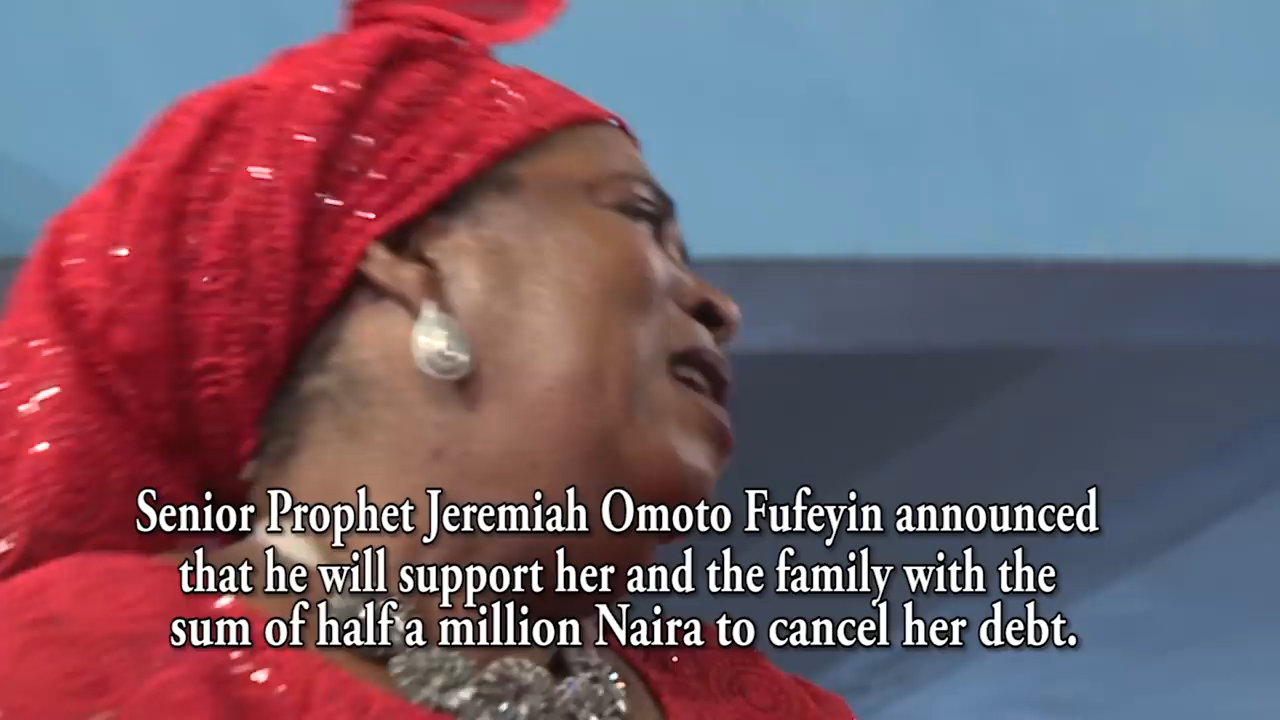 Senior Prophet Jeremiah Omoto Fufeyin announced
that he will support her and the family with the
sum of half a million Naira to cancel her debt.